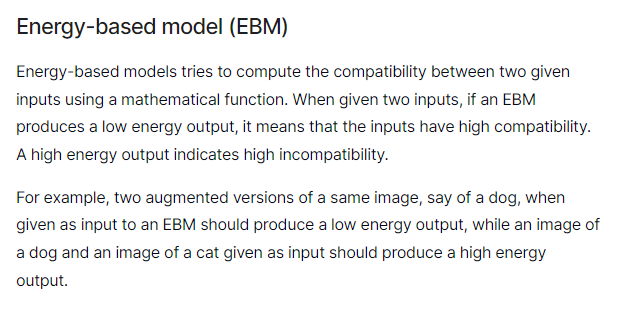 Energy-based model (EBM)
Energy-based models tries to compute the compatibility between two given
inputs using a mathematical function. When given two inputs, if an EBM
produces a low energy output, it means that the inputs have high compatibility.
A high energy output indicates high incompatibility.
For example, two augmented versions of a same image, say of a dog, when
given as input to an EBM should produce a low energy output, while an image of
a dog and an image of a cat given as input should produce a high energy
output.